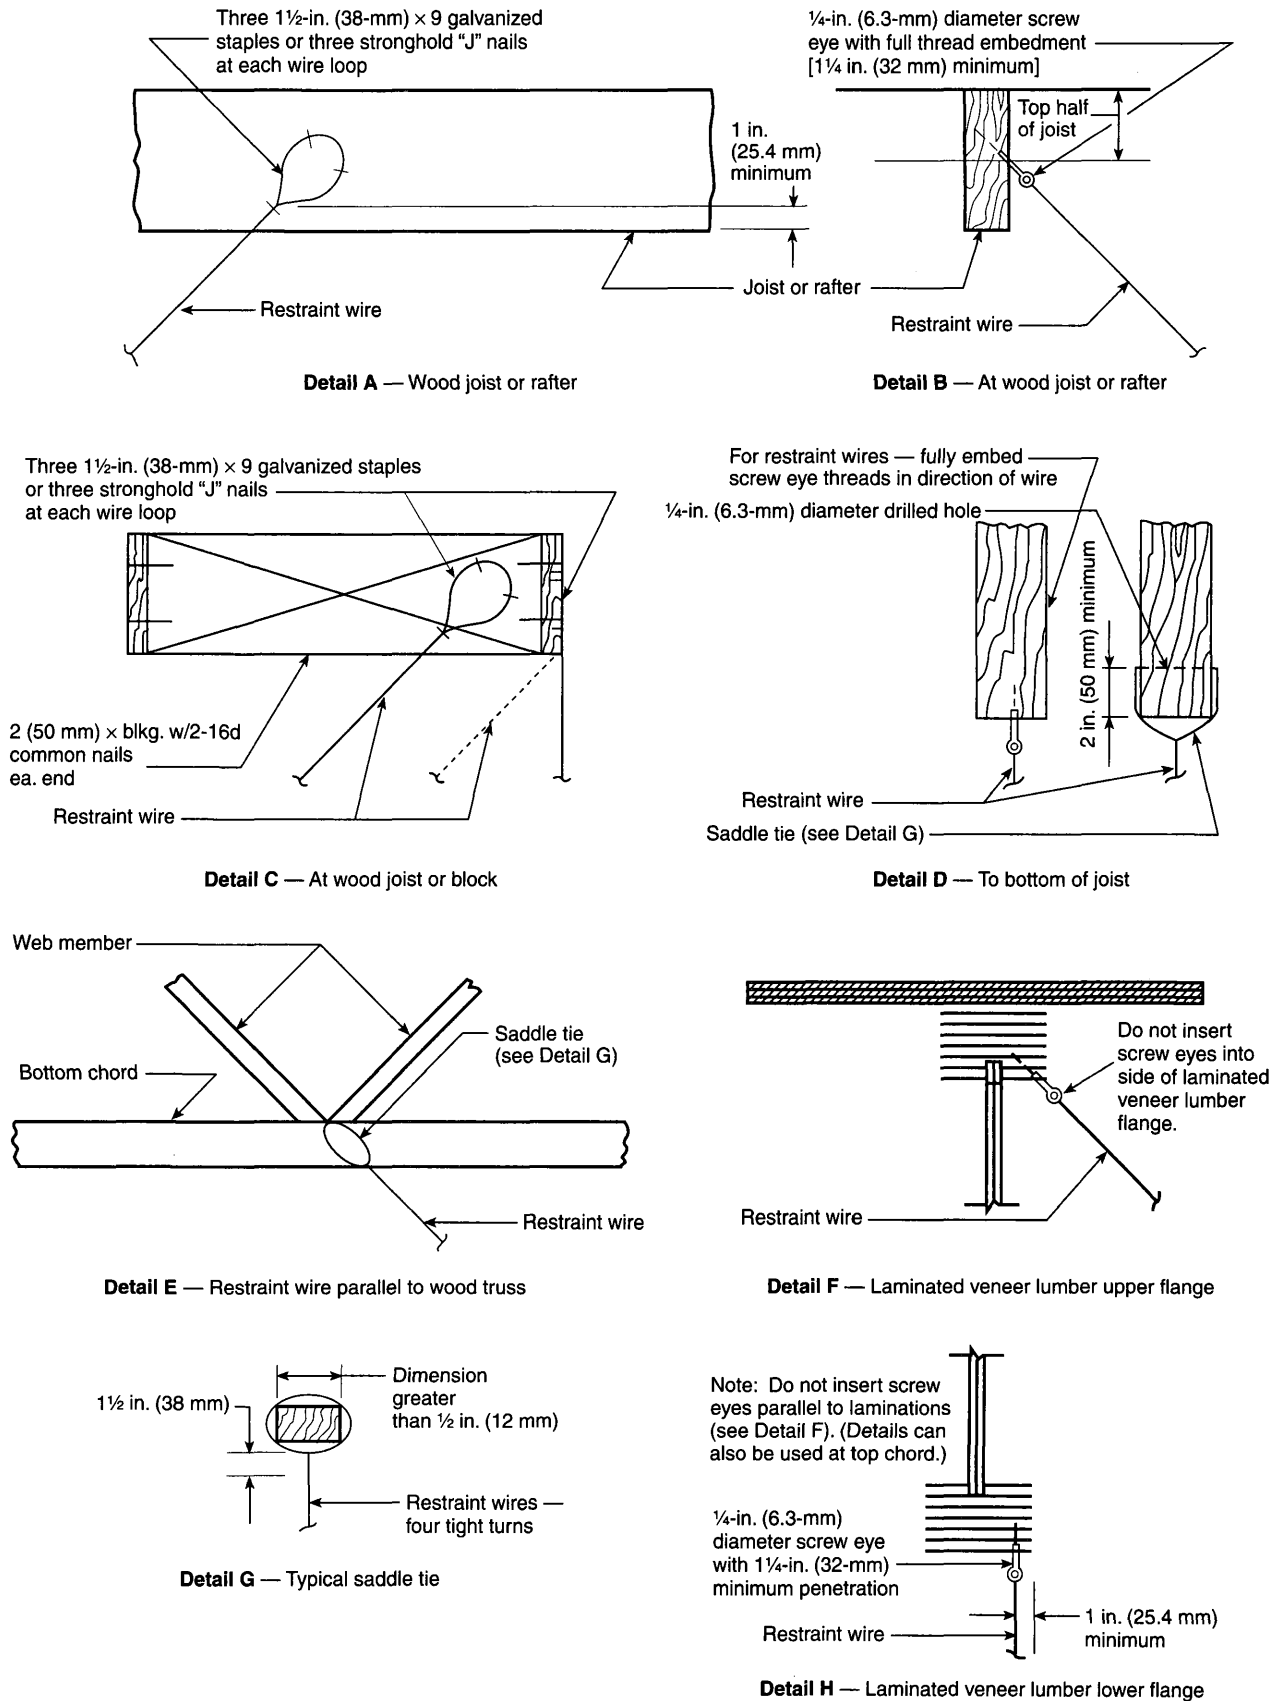 Three 1½-in. (38-mm) × 9 galvanized
staples or three stronghold “J” nails
at each wire loop
1 in.
(25.4 mm)
minimum
Restraint wire
Joist or rafter
Detail A — Wood joist or rafter
¼-in. (6.3-mm) diameter screw
eye with full thread embedment
[1¼ in. (32 mm) minimum]
Top half
of joist
Restraint wire
Detail B — At wood joist or rafter
Three 1½-in. (38-mm) × 9 galvanized staples
or three stronghold “J” nails
at each wire loop
2 (50 mm) × blkg. w/2-16d
common nails
ea. end
Restraint wire
Detail C — At wood joist or block
For restraint wires — fully embed
screw eye threads in direction of wire
¼-in. (6.3-mm) diameter drilled hole
2 in. (50 mm) minimum
Restraint wire
Saddle tie (see Detail G)
Detail D — To bottom of joist
Web member
Saddle tie
(see Detail G)
Bottom chord
Restraint wire
Detail E — Restraint wire parallel to wood truss
Do not insert
screw eyes into
side of laminated
veneer lumber
flange.
Restraint wire
Detail F — Laminated veneer lumber upper flange
1½ in. (38 mm)
Dimension
greater
than ½ in. (12 mm)
Restraint wires —
four tight turns
Detail G — Typical saddle tie
Note: Do not insert screw
eyes parallel to laminations
(see Detail F). (Details can
also be used at top chord.)
¼-in. (6.3-mm)
diameter screw eye
with 1¼-in. (32-mm)
minimum penetration
1 in. (25.4 mm)
minimum
Restraint wire
Detail H — Laminated veneer lumber lower flange